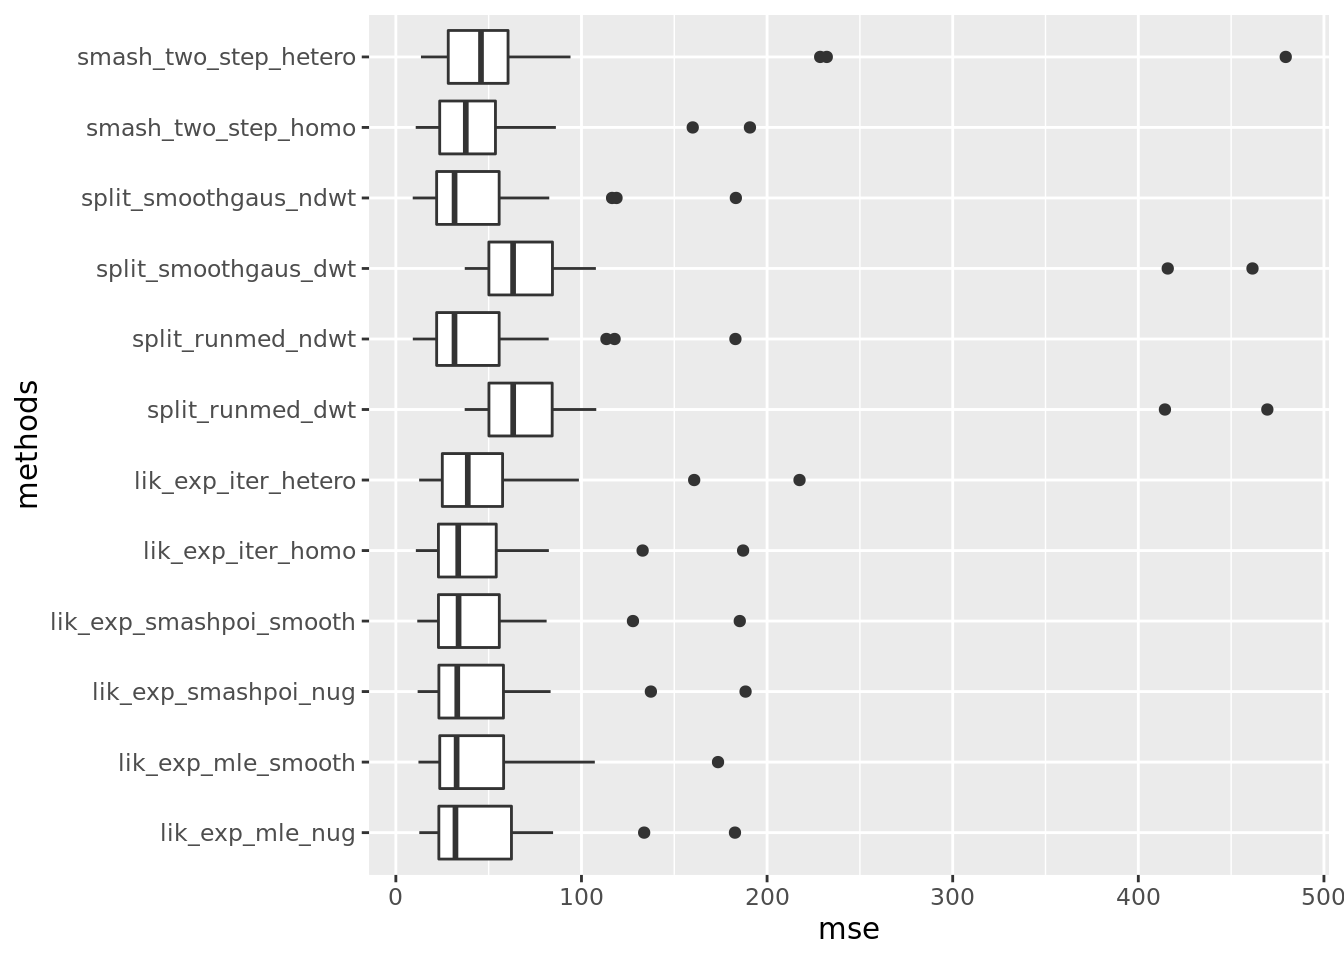 smash_two_step_hetero
smash_two_step_homo
split_smoothgaus_ndwt
split_smoothgaus_dwt
split_runmed_ndwt
split_runmed_dwt
lik_exp_iter_hetero
lik_exp_iter_homo
lik_exp_smashpoi_smooth
lik_exp_smashpoi_nug
lik_exp_mle_smooth
lik_exp_mle_nug
methods
0 100 200 300 400 500
mse